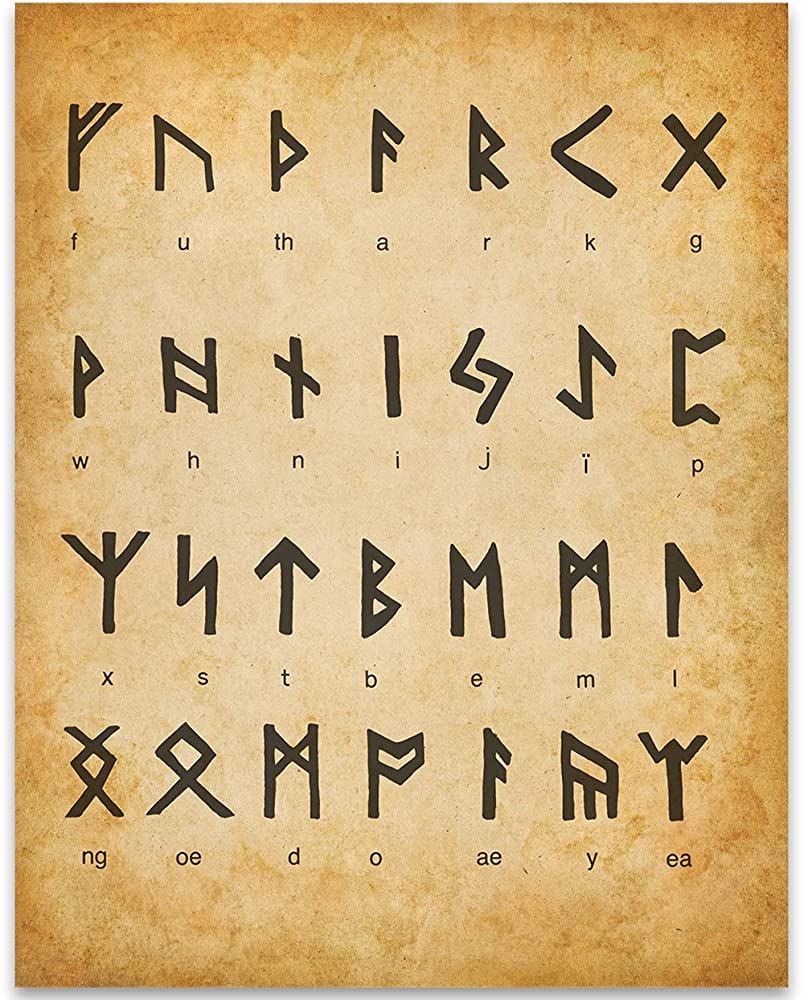 ᚠ ᚢ ᚦ ᚨ ᚱ ᚲ ᚷ
f u th a r k g
ᚹ ᚻ ᚾ ᛁ ᛃ ᛇ ᛈ
w h n i j ï p
ᛉ ᛋ ᛏ ᛒ ᛖ ᛗ ᛚ
x s t b e m l
ᛝ ᛟ ᛗ ᚹ ᚨ ᚣ ᛠ
ng oe d o ae y ea